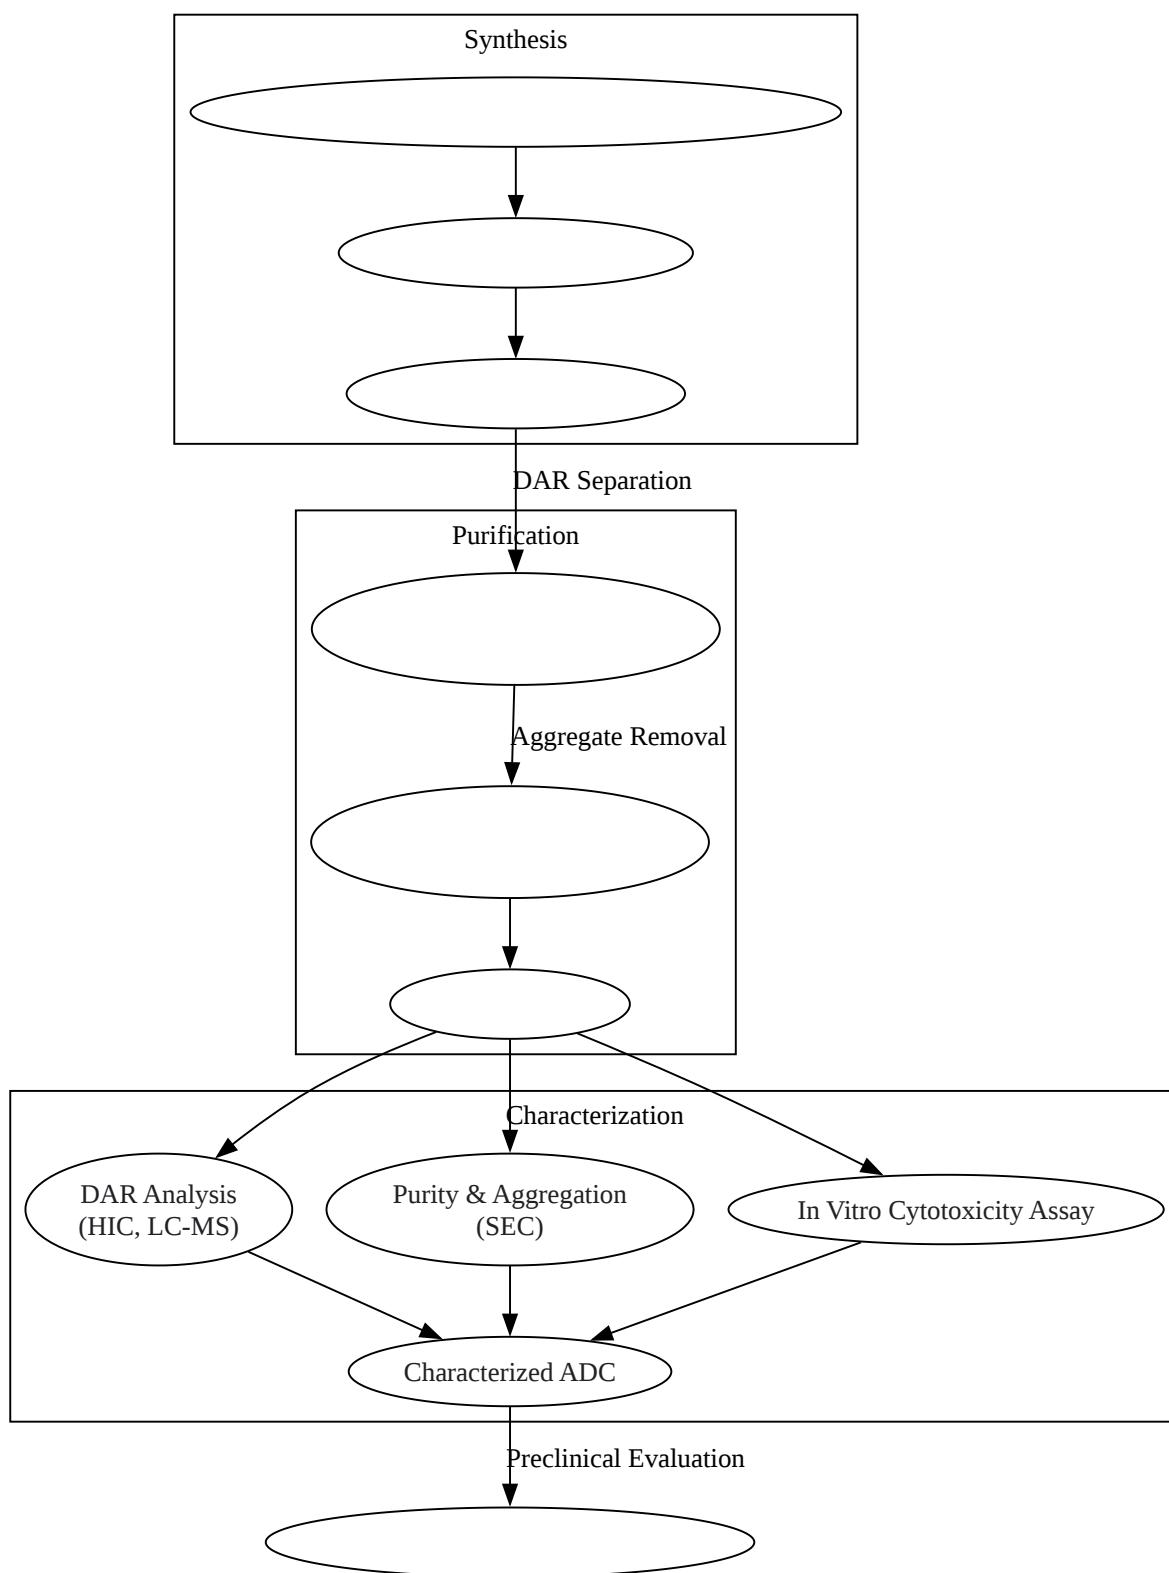 Synthesis
DAR Separation
Purification
Aggregate Removal
Characterization
DAR Analysis
(HIC, LC-MS)
Purity & Aggregation
(SEC)
In Vitro Cytotoxicity Assay
Characterized ADC
Preclinical Evaluation